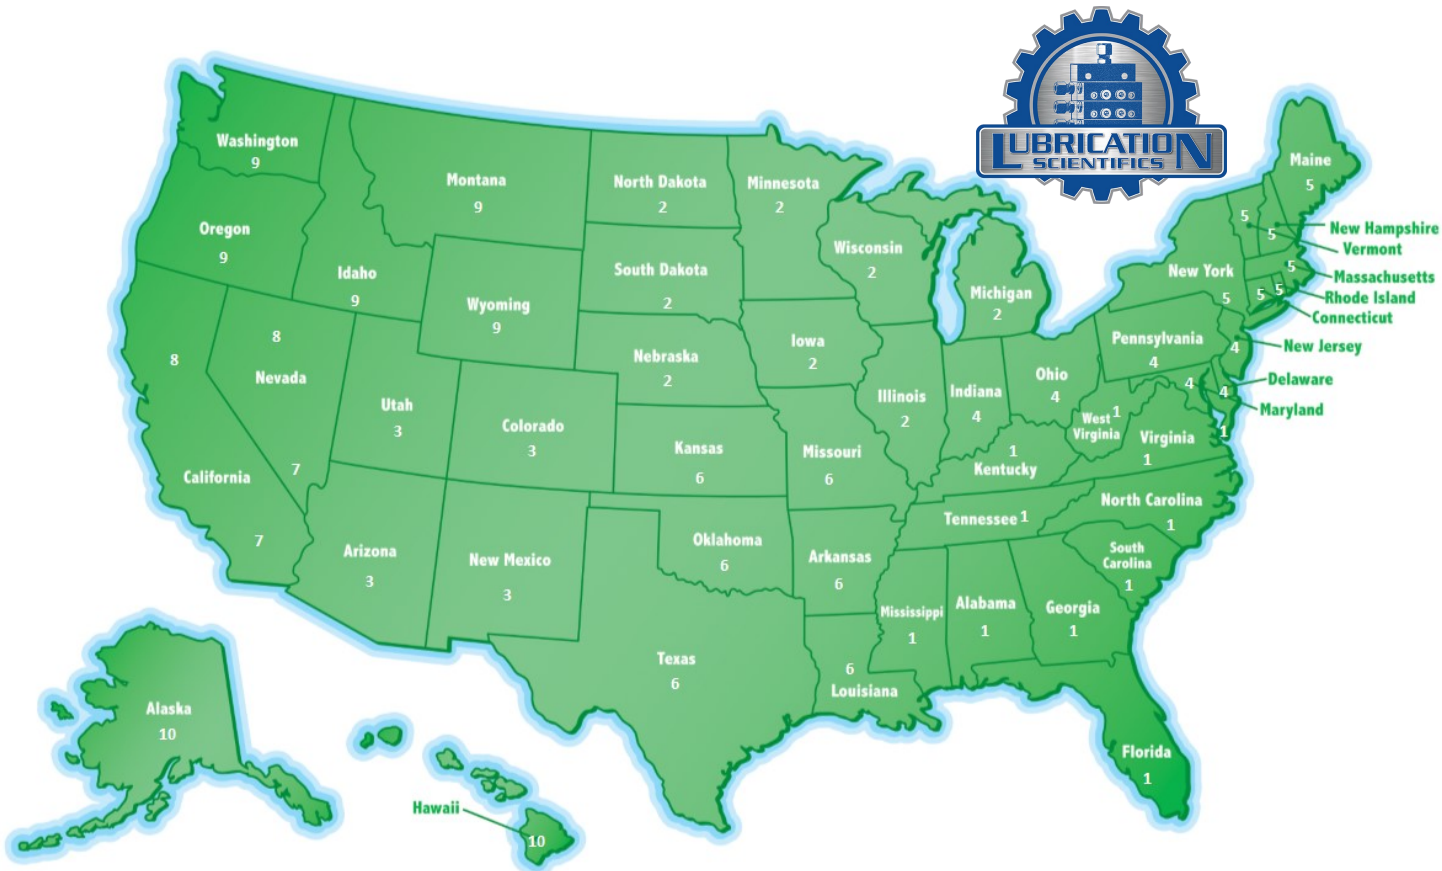 LUBRICATION
SCIENTIFICS
Washington
9
Oregon
9
Idaho
9
Montana
9
Wyoming
9
North Dakota
2
South Dakota
2
Nebraska
2
Minnesota
2
Wisconsin
2
Michigan
2
Iowa
2
Illinois
2
8
California
7
8
Nevada
7
Utah
3
Colorado
3
Arizona
3
New Mexico
3
Kansas
6
Missouri
6
Oklahoma
6
Arkansas
6
Texas
6
6
Louisiana
Indiana
4
Ohio
4
Pennsylvania
4
New York
5
Maine
5
5
5
5
5
5
New Hampshire
Vermont
Massachusetts
Rhode Island
Connecticut
4
New Jersey
4
Delaware
4
Maryland
1
West
Virginia
1
Virginia
1
1
Kentucky
Tennessee 1
North Carolina
1
South
Carolina
1
Mississippi
1
Alabama
1
Georgia
1
Florida
1
Alaska
10
Hawaii
10